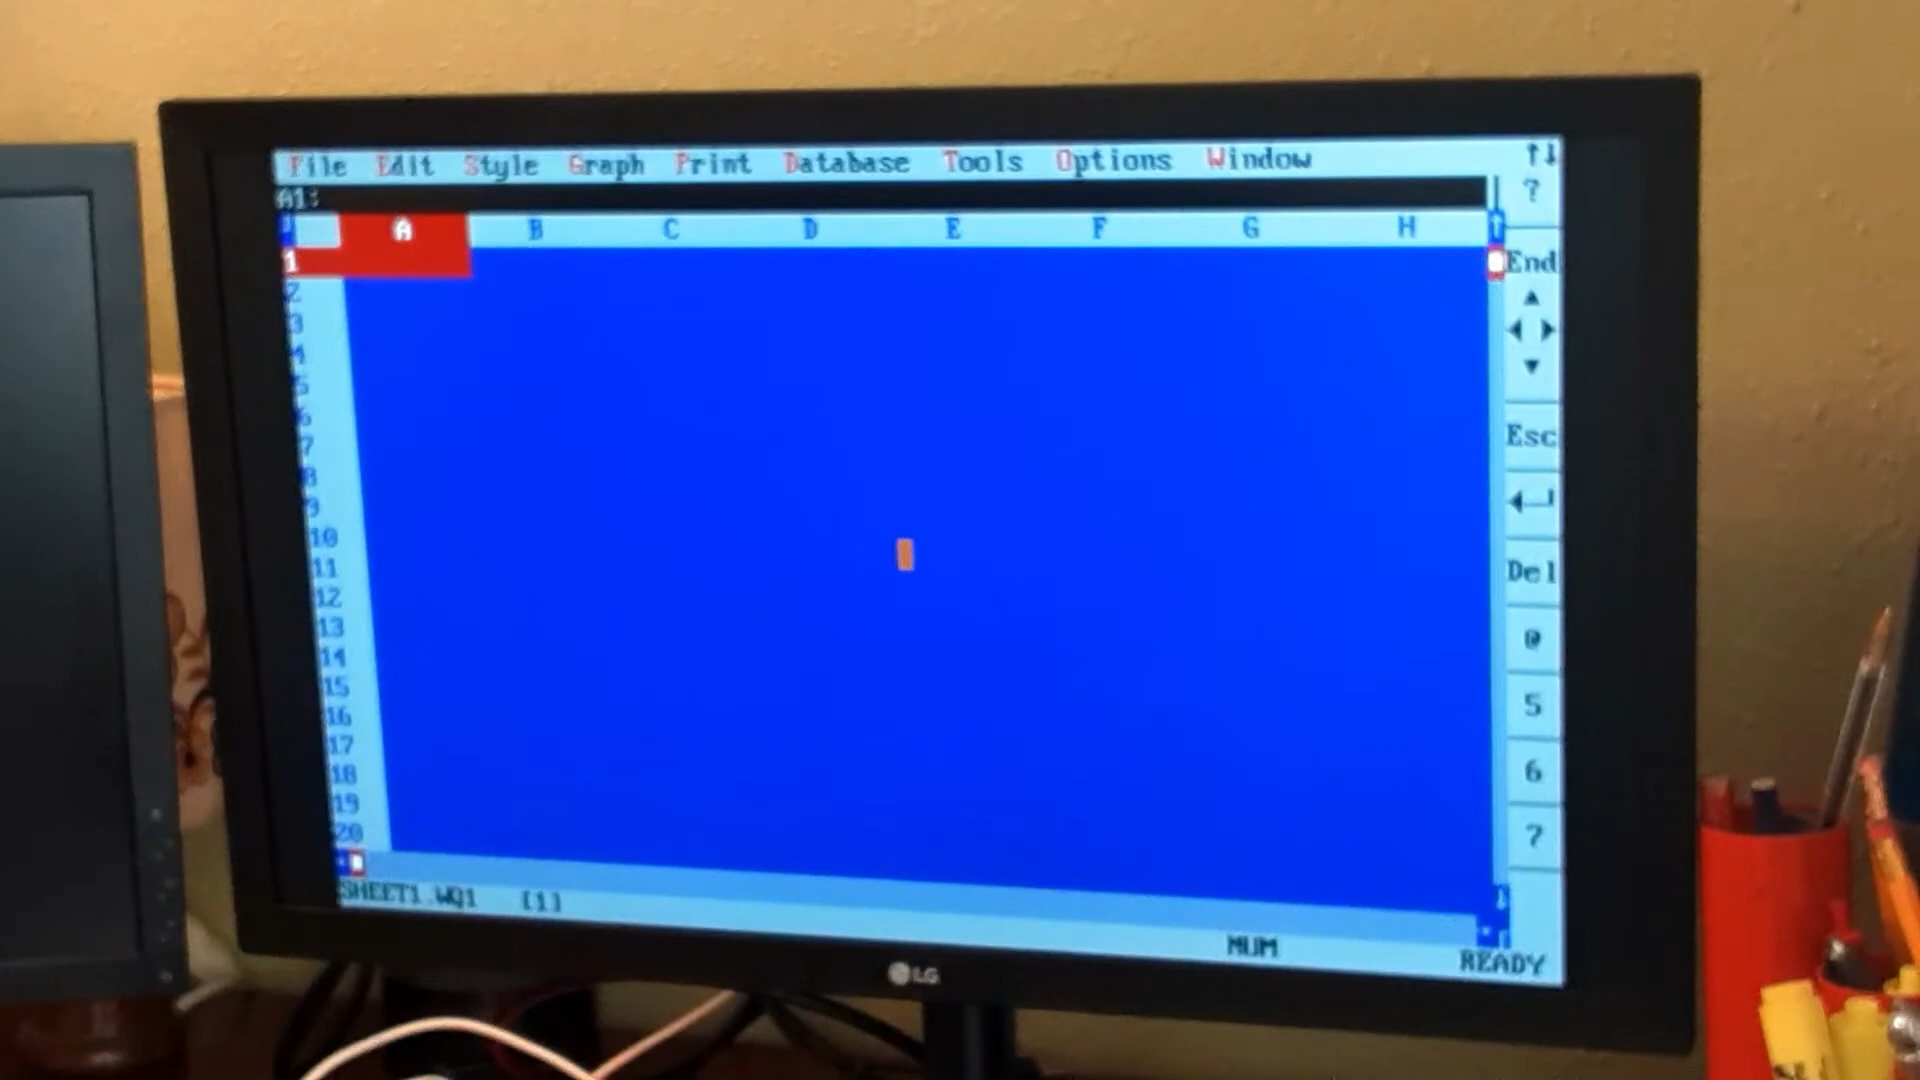 File Edit Style Graph Print Database Tools Options Window
?
A1:
A B C D E F G H
1
2
3
4
5
6
7
8
9
10
11
12
13
14
15
16
17
18
19
20
End
Esc
Del
@
5
6
7
SHEET1.WQ1 [1]
NUM
READY
LG